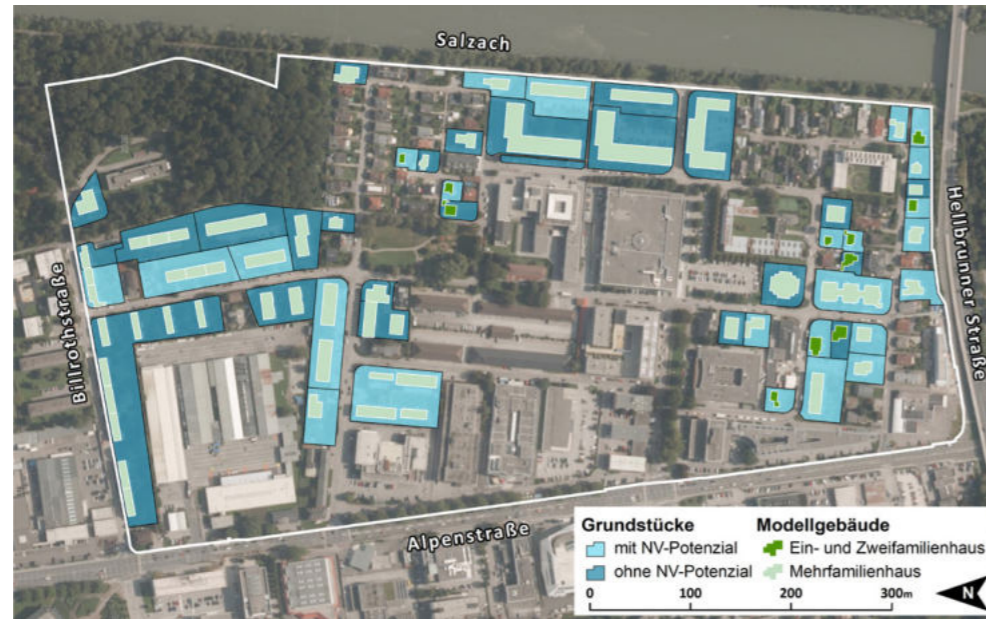 Salzach
Billrothstraße
Hellbrunner Straße
Alpenstraße
Grundstücke
mit NV-Potenzial
ohne NV-Potenzial
Modellgebäude
Ein- und Zweifamilienhaus
Mehrfamilienhaus
0 100 200 300m
N